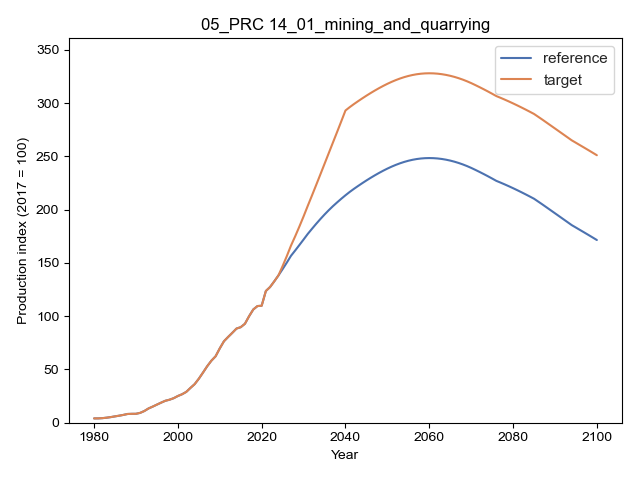 05_PRC 14_01_mining_and_quarrying
reference
target
Production index (2017 = 100)
350
300
250
200
150
100
50
0
1980 2000 2020 2040 2060 2080 2100
Year